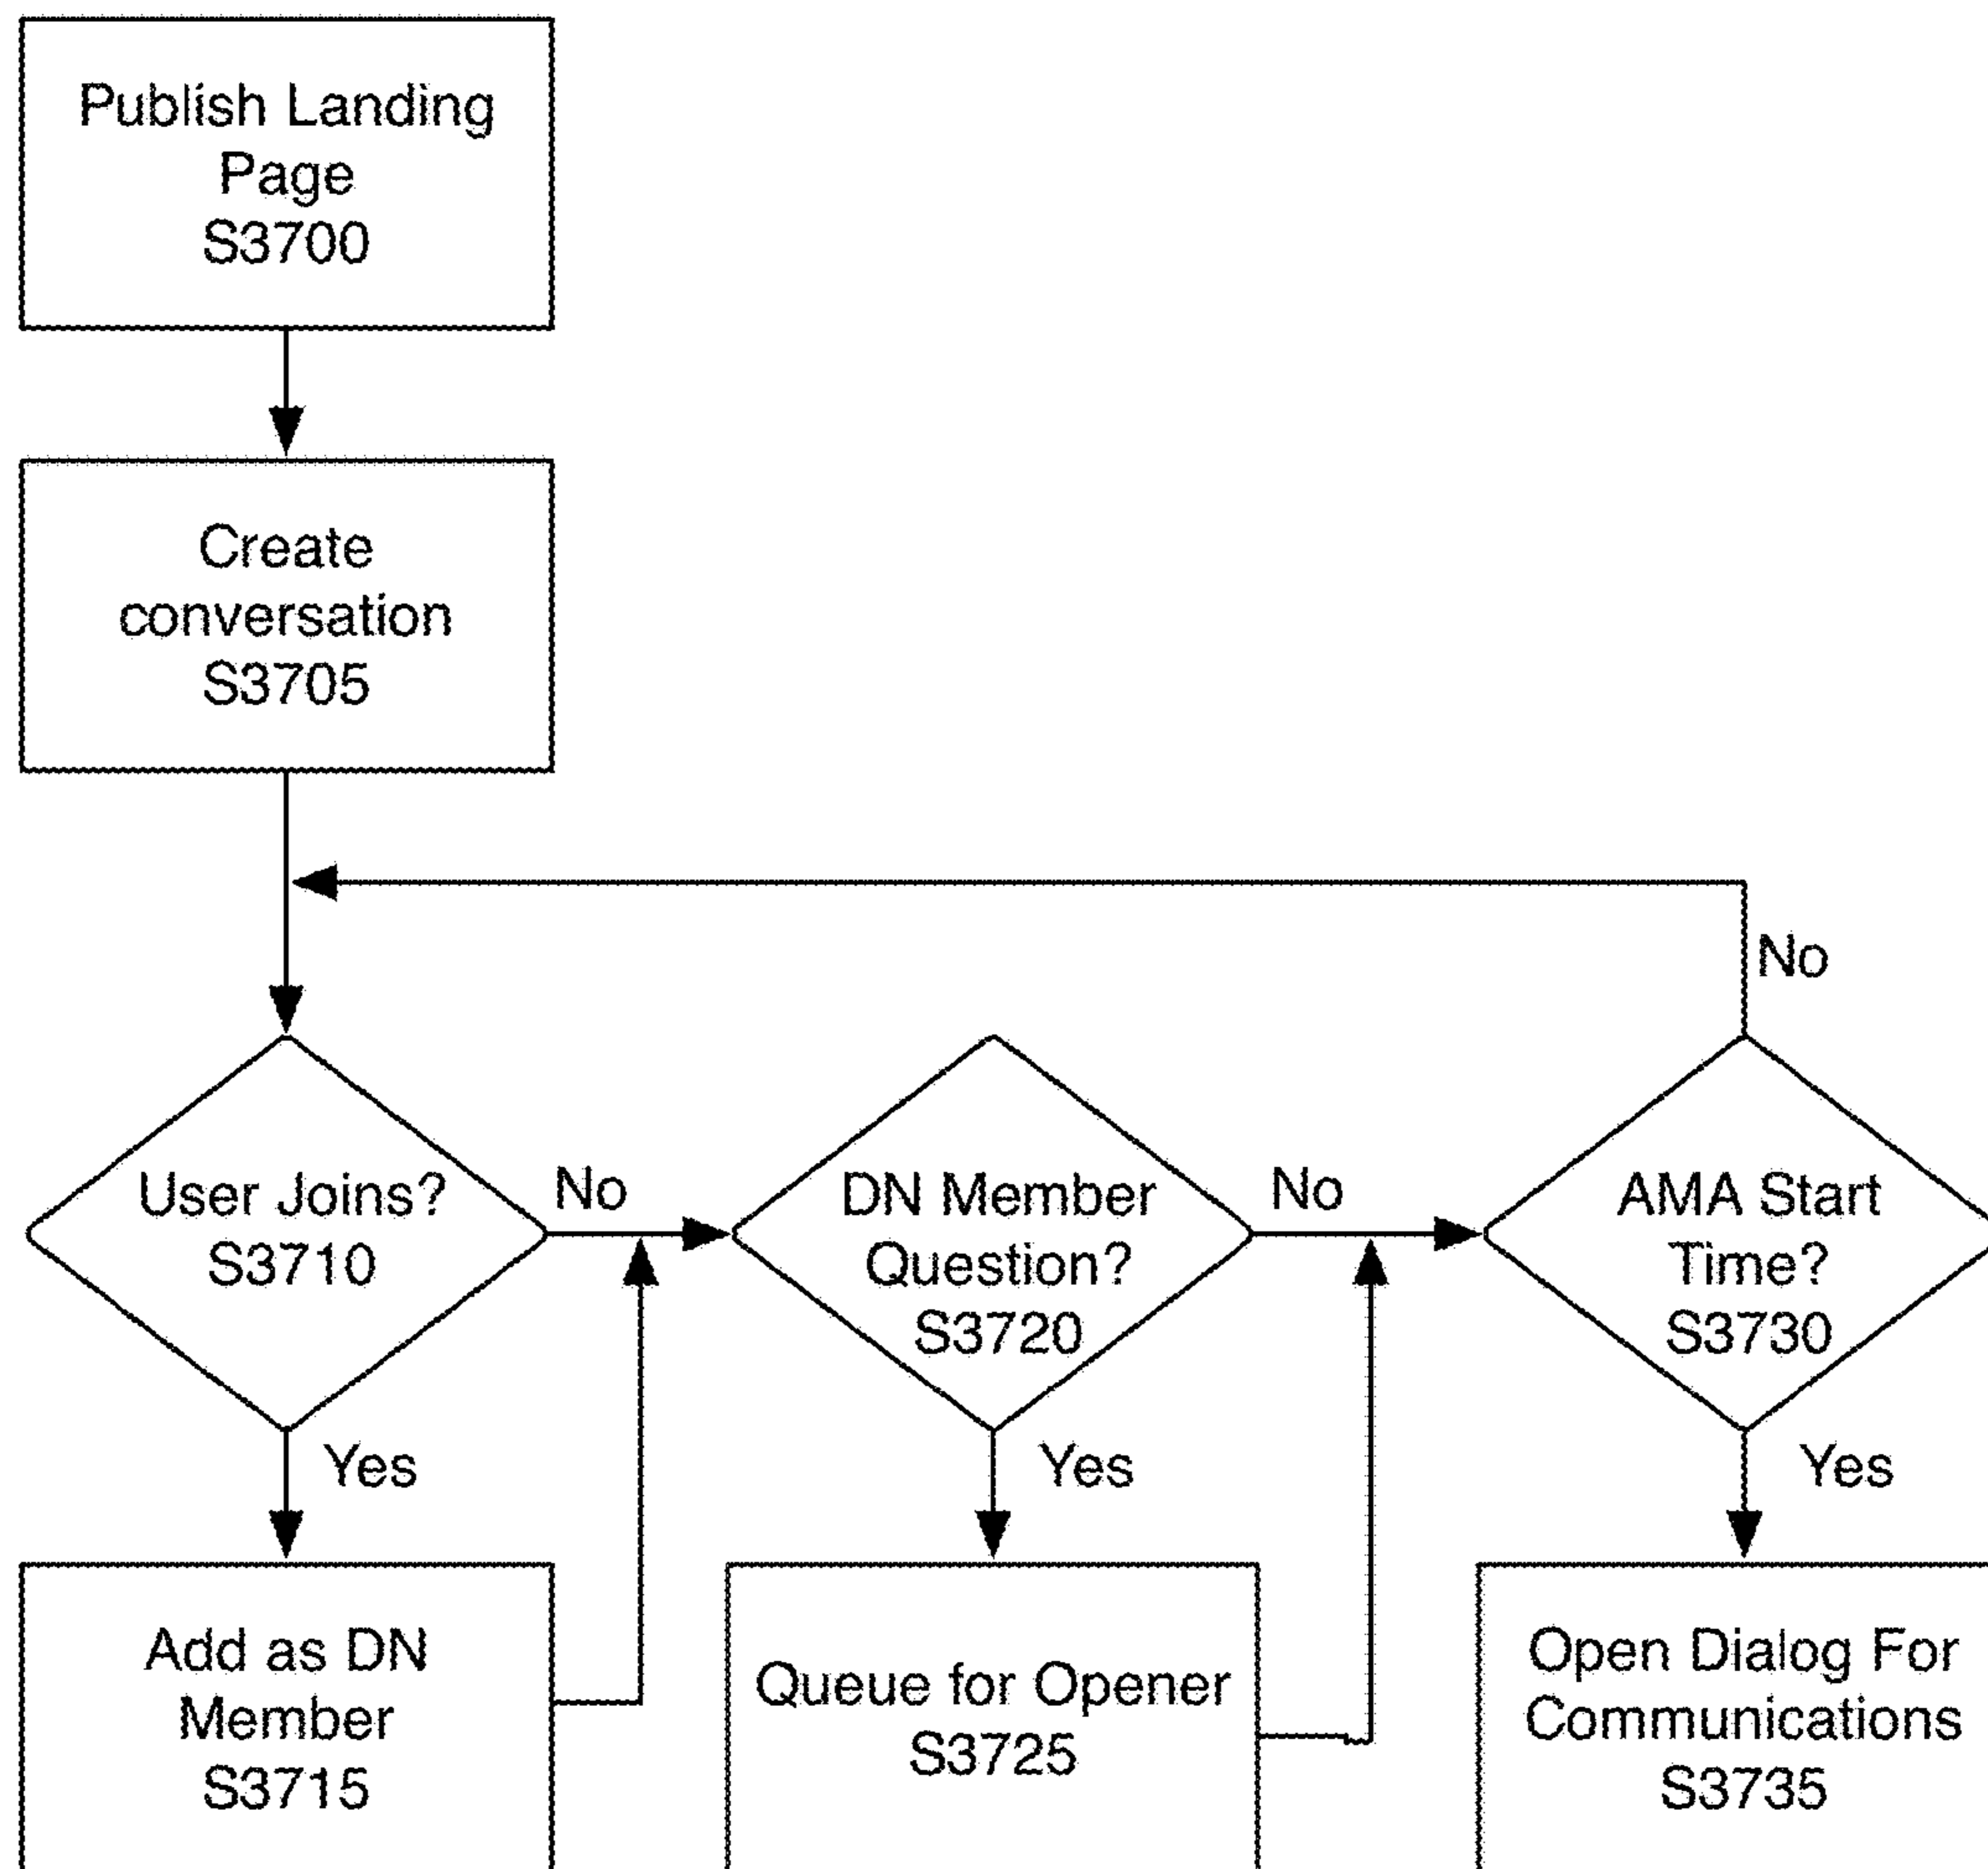 Publish Landing
Page
S3700
Create
conversation
S3705
No
User Joins?
S3710
No
DN Member
Question?
S3720
No
AMA Start
Time?
S3730
Yes
Yes
Yes
Add as DN
Member
S3715
Queue for Opener
S3725
Open Dialog For
Communications
S3735